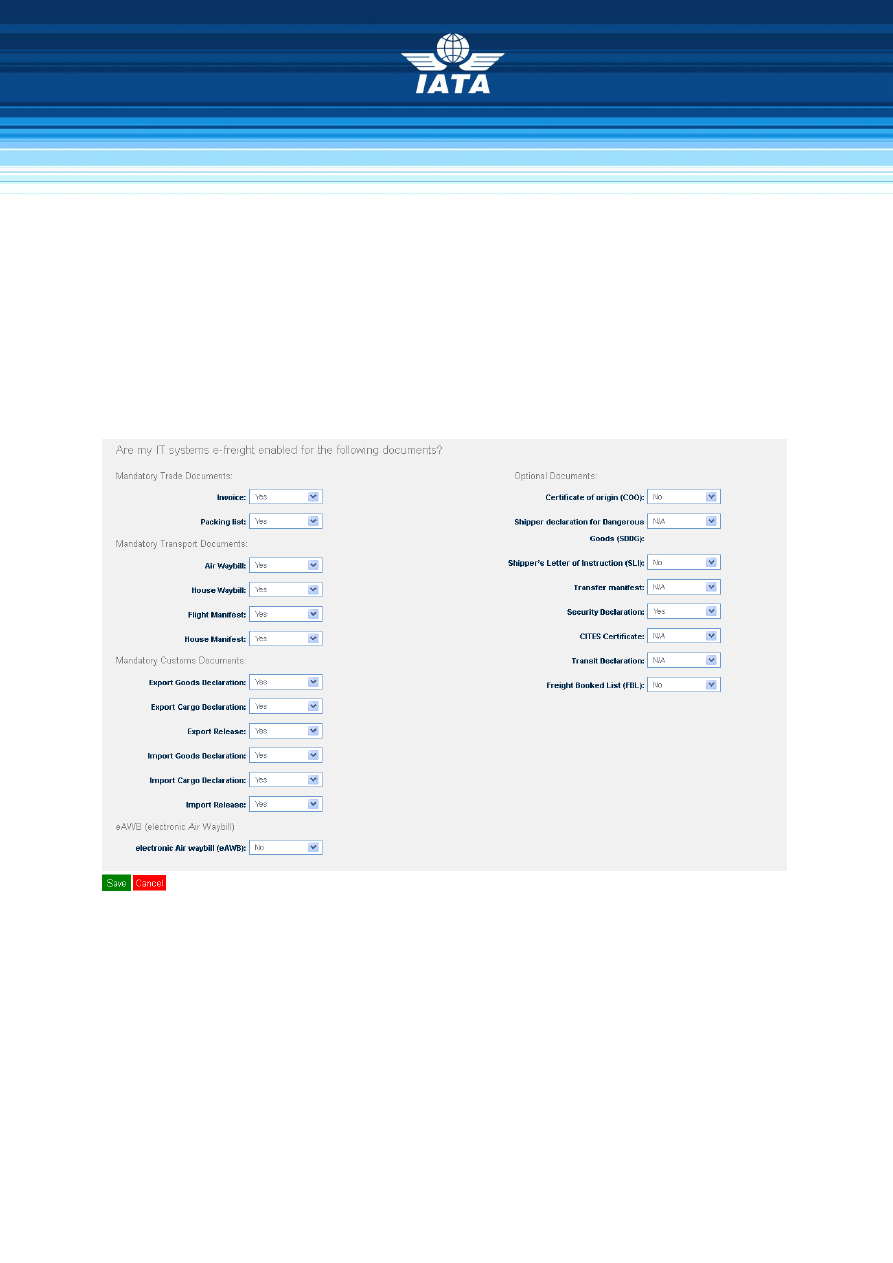 IATA
Are my IT systems e-freight enabled for the following documents?
Mandatory Trade Documents:
Invoice: Yes
Packing list: Yes
Mandatory Transport Documents:
Air Waybill: Yes
House Waybill: Yes
Flight Manifest: Yes
House Manifest: Yes
Mandatory Customs Documents:
Export Goods Declaration: Yes
Export Cargo Declaration: Yes
Export Release: Yes
Import Goods Declaration: Yes
Import Cargo Declaration: Yes
Import Release: Yes
eAWB (electronic Air Waybill)
electronic Air waybill (eAWB): No
Optional Documents:
Certificate of origin (COO): No
Shipper declaration for Dangerous N/A
Goods (SDDG):
Shipper's Letter of Instruction (SLI): No
Transfer manifest: N/A
Security Declaration: Yes
CITES Certificate: N/A
Transit Declaration: N/A
Freight Booked List (FBL): No
Save Cancel